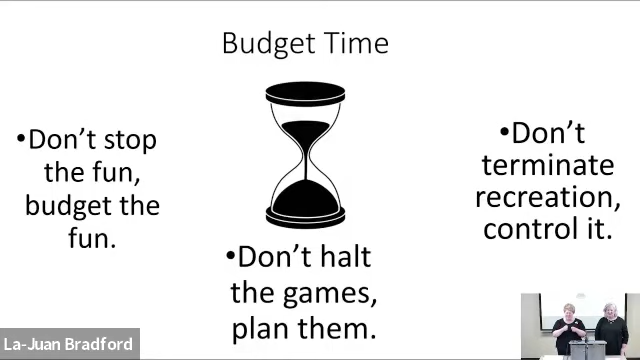 Budget Time
•Don't stop
the fun,
budget the
fun.
•Don't halt
the games,
plan them.
•Don't
terminate
recreation,
control it.
La-Juan Bradford